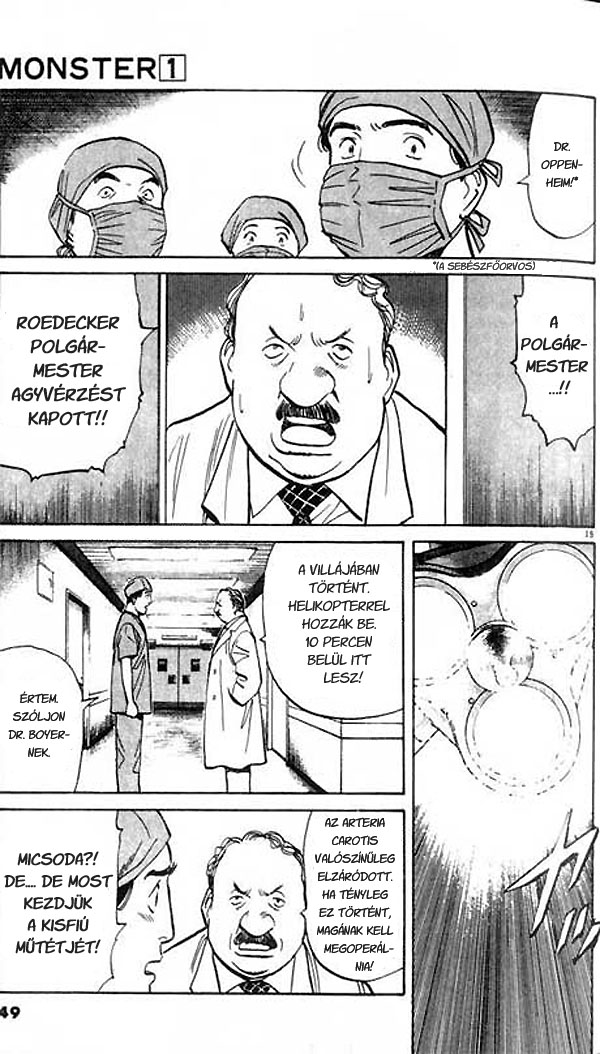 MONSTER 1
DR.
OPPEN-
HEIM!*
*(A SEBÉSZFŐORVOS)
A
POLGÁR-
MESTER
....!!
ROEDECKER
POLGÁR-
MESTER
AGYVÉRZÉST
KAPOTT!!
19
A VILLÁJÁBAN
TÖRTÉNT.
HELIKOPTERREL
HOZZÁK BE.
10 PERCEN
BELÜL ITT
LESZ!
ÉRTEM.
SZÓLJON
DR. BOYER-
NEK.
AZ ARTERIA
CAROTIS
VALÓSZÍNŰLEG
ELZÁRÓDOTT.
HA TÉNYLEG
EZ TÖRTÉNT,
MAGÁNAK KELL
MEGOPERÁL-
NIA!
MICSODA?!
DE.... DE MOST
KEZDJÜK
A KISFIÚ
MŰTÉTJÉT!
49